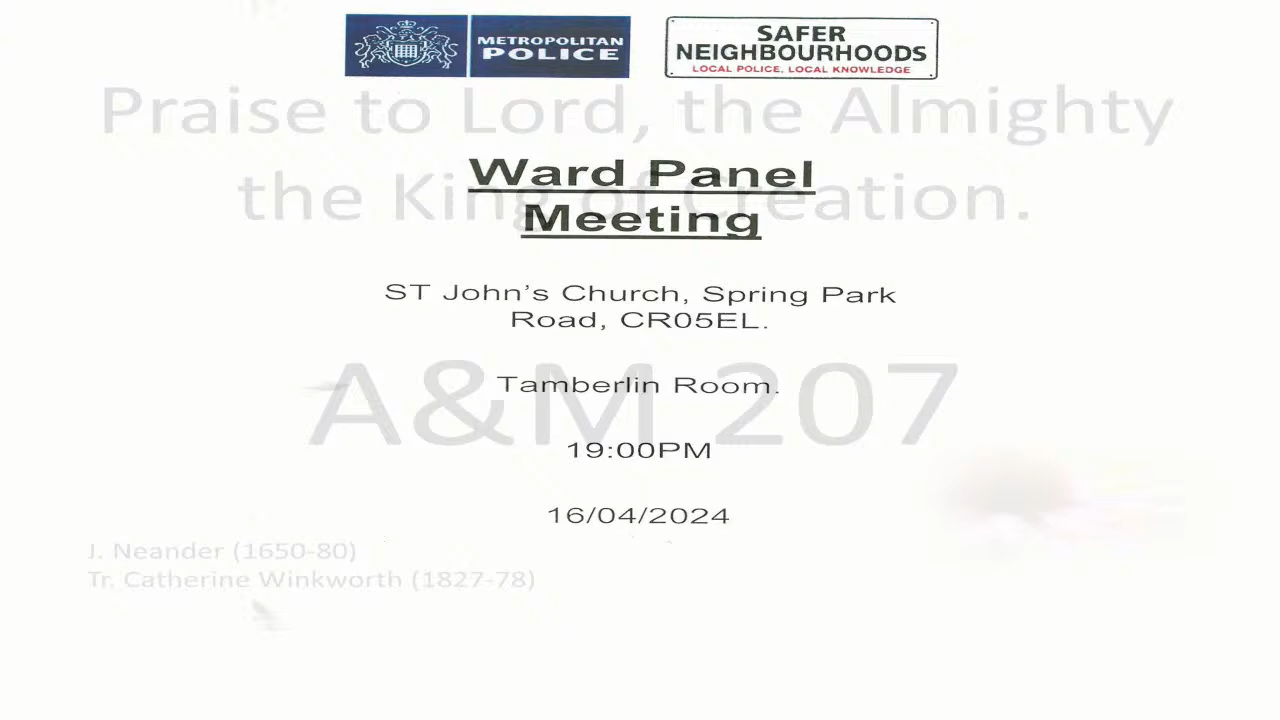 METROPOLITAN
POLICE
SAFER
NEIGHBOURHOODS
LOCAL POLICE, LOCAL KNOWLEDGE
Praise to Lord, the Almighty
the King of Creation.
Ward Panel
Meeting
ST John's Church, Spring Park
Road, CR05EL.
Tamberlin Room.
A&M 207
19:00PM
16/04/2024
J. Neander (1650-80)
Tr. Catherine Winkworth (1827-78)